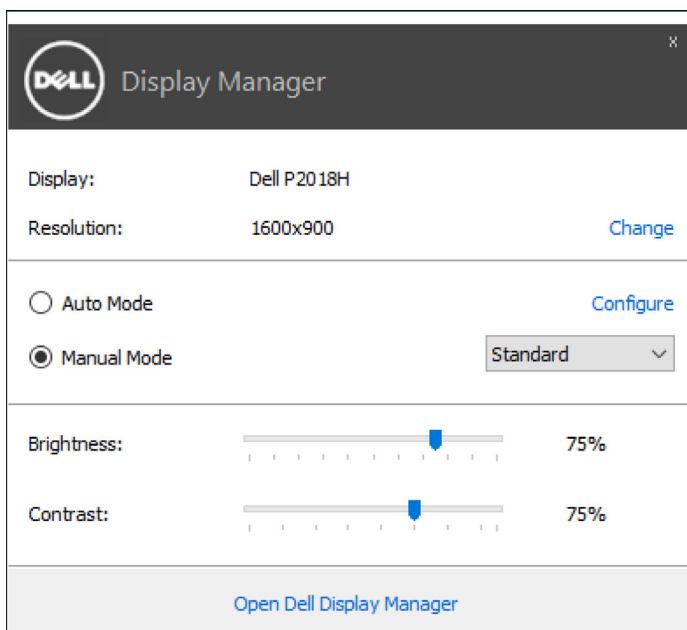 x
DELL Display Manager
Display: Dell P2018H
Resolution: 1600x900 Change
Auto Mode Configure
Manual Mode Standard
Brightness: 75%
Contrast: 75%
Open Dell Display Manager